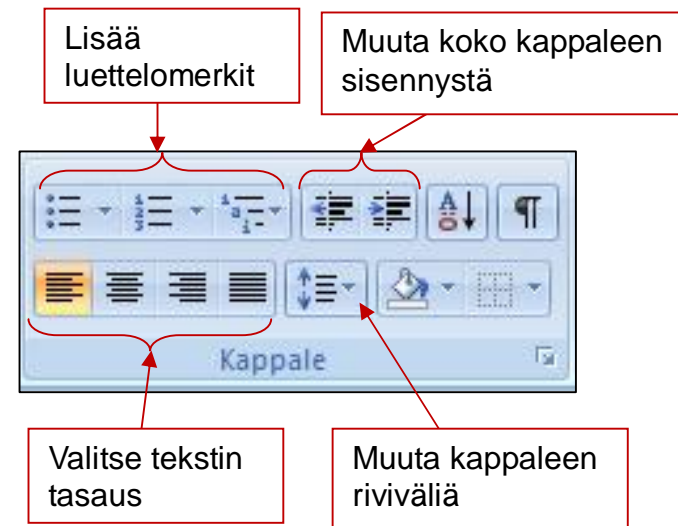 Lisää
luettelomerkit
Muuta koko kappaleen
sisennystä
Kappale
Valitse tekstin
tasaus
Muuta kappaleen
riviväliä